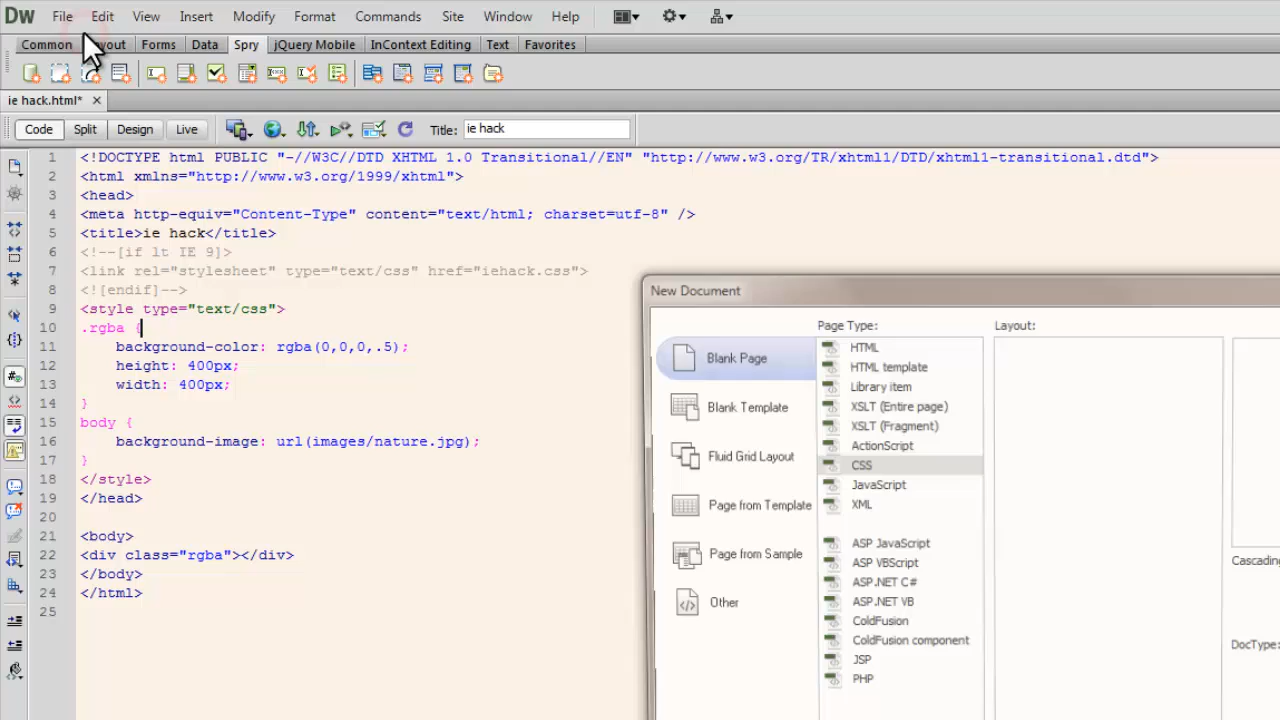 Dw File Edit View Insert Modify Format Commands Site Window Help
Common Forms Data Spry jQuery Mobile InContext Editing Text Favorites
ie hack.html* ×
Code Split Design Live Title: ie hack
1 <!DOCTYPE html PUBLIC "-//W3C//DTD XHTML 1.0 Transitional//EN" "http://www.w3.org/TR/xhtml1/DTD/xhtml1-transitional.dtd">
2 <html xmlns="http://www.w3.org/1999/xhtml">
3 <head>
4 <meta http-equiv="Content-Type" content="text/html; charset=utf-8" />
5 <title>ie hack</title>
6 <!--[if lt IE 9]>
7 <link rel="stylesheet" type="text/css" href="iehack.css">
8 <![endif]-->
9 <style type="text/css">
10 .rgba {
11 background-color: rgba(0,0,0,.5);
12 height: 400px;
13 width: 400px;
14 }
15 body {
16 background-image: url(images/nature.jpg);
17 }
18 </style>
19 </head>
20
21 <body>
22 <div class="rgba"></div>
23 </body>
24 </html>
25
New Document
Blank Page
Blank Template
Fluid Grid Layout
Page from Template
Page from Sample
Other
Page Type:
HTML
HTML template
Library item
XSLT (Entire page)
XSLT (Fragment)
ActionScript
CSS
JavaScript
XML
ASP JavaScript
ASP VBScript
ASP.NET C#
ASP.NET VB
ColdFusion
ColdFusion component
JSP
PHP
Layout:
Cascading
DocType: